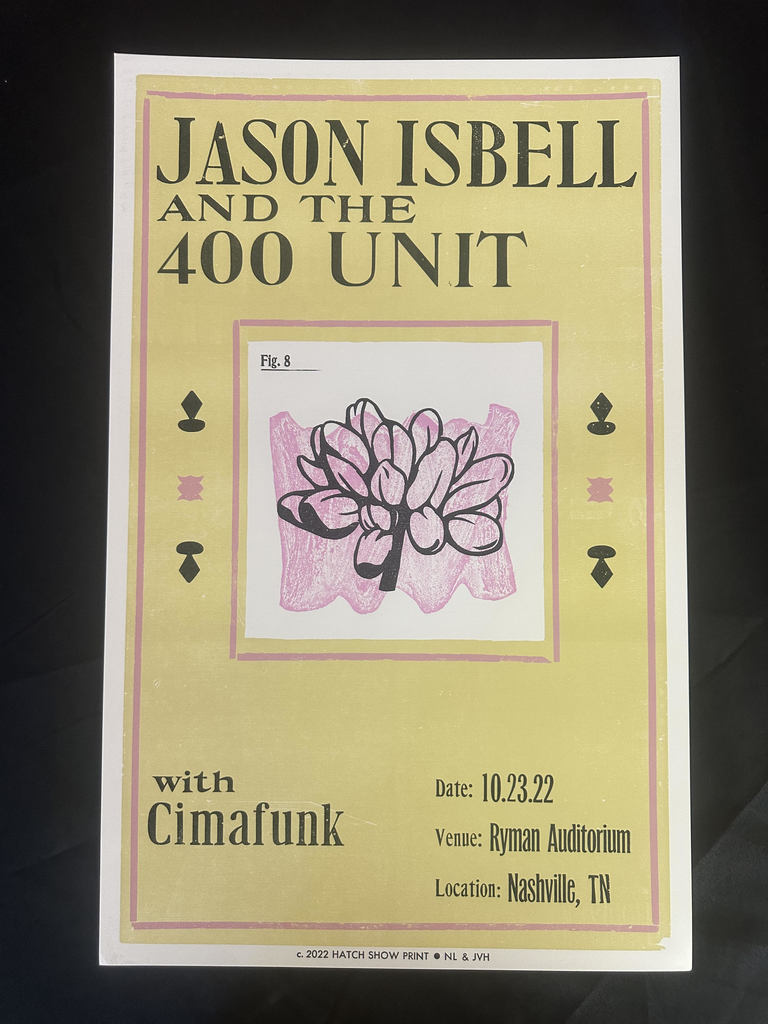 JASON ISBELL
AND THE
400 UNIT
Fig. 8
with
Cimafunk
Date: 10.23.22
Venue: Ryman Auditorium
Location: Nashville, TN
c. 2022 HATCH SHOW PRINT ● NL & JVH